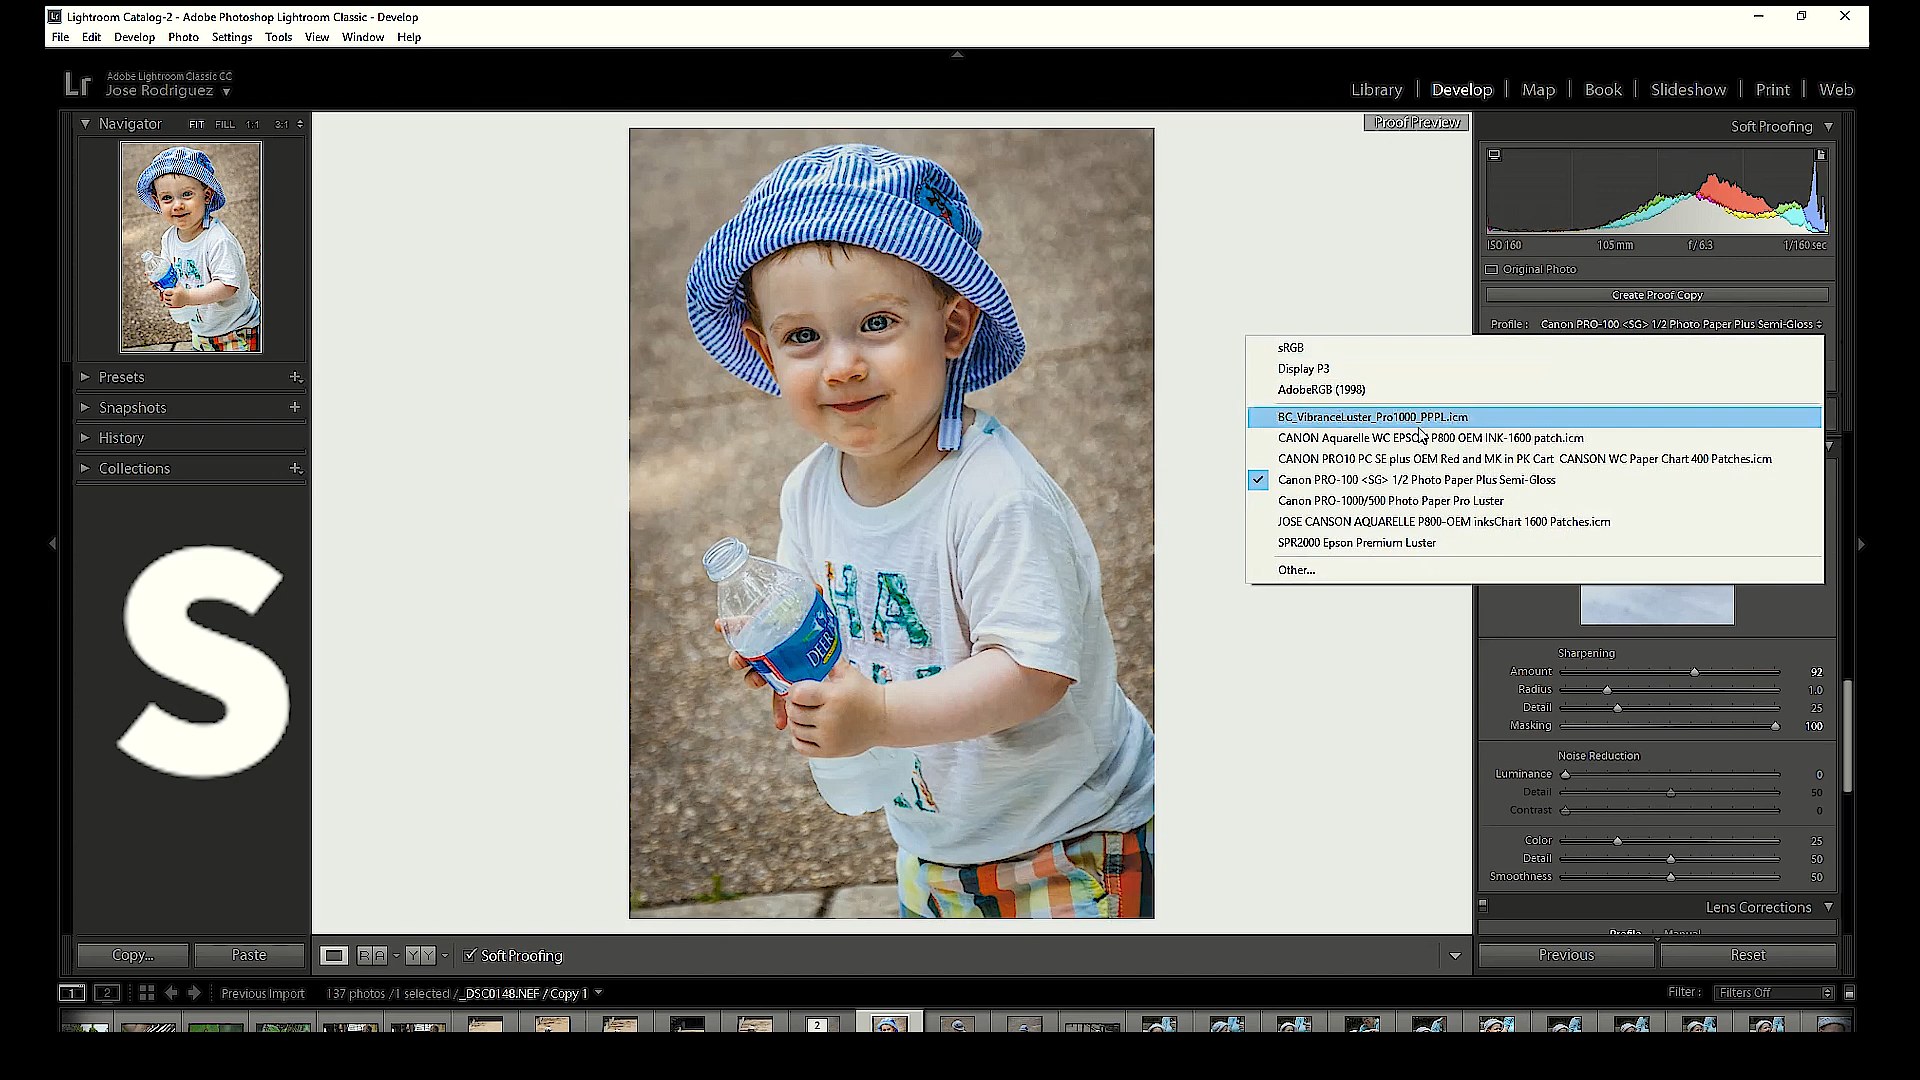 Lightroom Catalog-2 - Adobe Photoshop Lightroom Classic - Develop
File Edit Develop Photo Settings Tools View Window Help
Lr
Adobe Lightroom Classic CC
Jose Rodriguez
Library | Develop | Map | Book | Slideshow | Print | Web
Navigator FIT FILL 1:1 3:1
Proof Preview
Soft Proofing
ISO 160 105 mm f / 6.3 1/160 sec
Original Photo
Create Proof Copy
Profile : Canon PRO-100 <SG> 1/2 Photo Paper Plus Semi-Gloss
sRGB
Display P3
AdobeRGB (1998)
BC_VibranceLuster_Pro1000_PPPL.icm
CANON Aquarelle WC EPSON P800 OEM INK-1600 patch.icm
CANON PRO10 PC SE plus OEM Red and MK in PK Cart CANSON WC Paper Chart 400 Patches.icm
Canon PRO-100 <SG> 1/2 Photo Paper Plus Semi-Gloss
Canon PRO-1000/500 Photo Paper Pro Luster
JOSE CANSON AQUARELLE P800-OEM inksChart 1600 Patches.icm
SPR2000 Epson Premium Luster
Other...
Presets
Snapshots
History
Collections
S
HA
DEER
Sharpening
Amount 92
Radius 1.0
Detail 25
Masking 100
Noise Reduction
Luminance 0
Detail 50
Contrast 0
Color 25
Detail 50
Smoothness 50
Lens Corrections
Profile Manual
Copy... Paste
R A Y Y Soft Proofing
Previous Reset
1 2 Previous Import 137 photos / 1 selected / _DSC0148.NEF / Copy 1
Filter : Filters Off
2